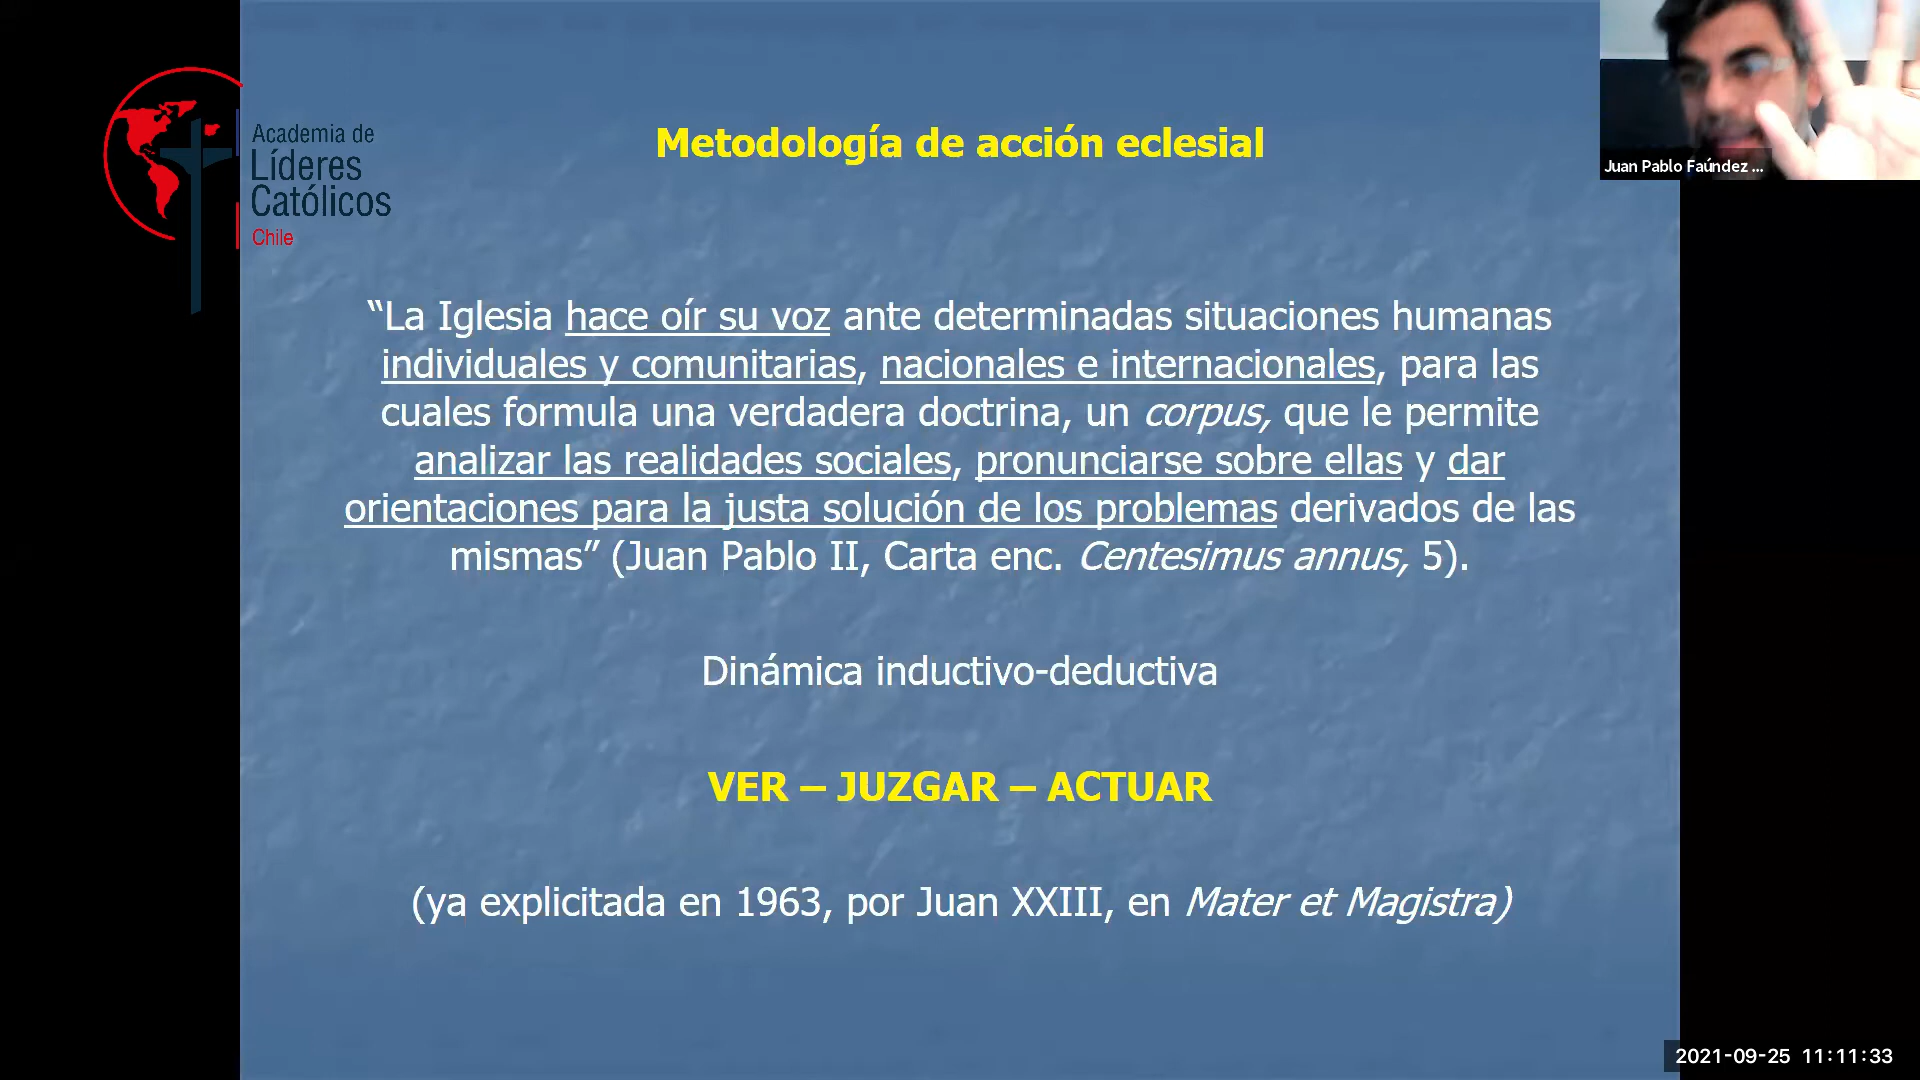 Academia de
Líderes
Católicos
Chile
Metodología de acción eclesial
Juan Pablo Faúndez ...
“La Iglesia hace oír su voz ante determinadas situaciones humanas
individuales y comunitarias, nacionales e internacionales, para las
cuales formula una verdadera doctrina, un corpus, que le permite
analizar las realidades sociales, pronunciarse sobre ellas y dar
orientaciones para la justa solución de los problemas derivados de las
mismas” (Juan Pablo II, Carta enc. Centesimus annus, 5).
Dinámica inductivo-deductiva
VER – JUZGAR – ACTUAR
(ya explicitada en 1963, por Juan XXIII, en Mater et Magistra)
2021-09-25 11:11:33